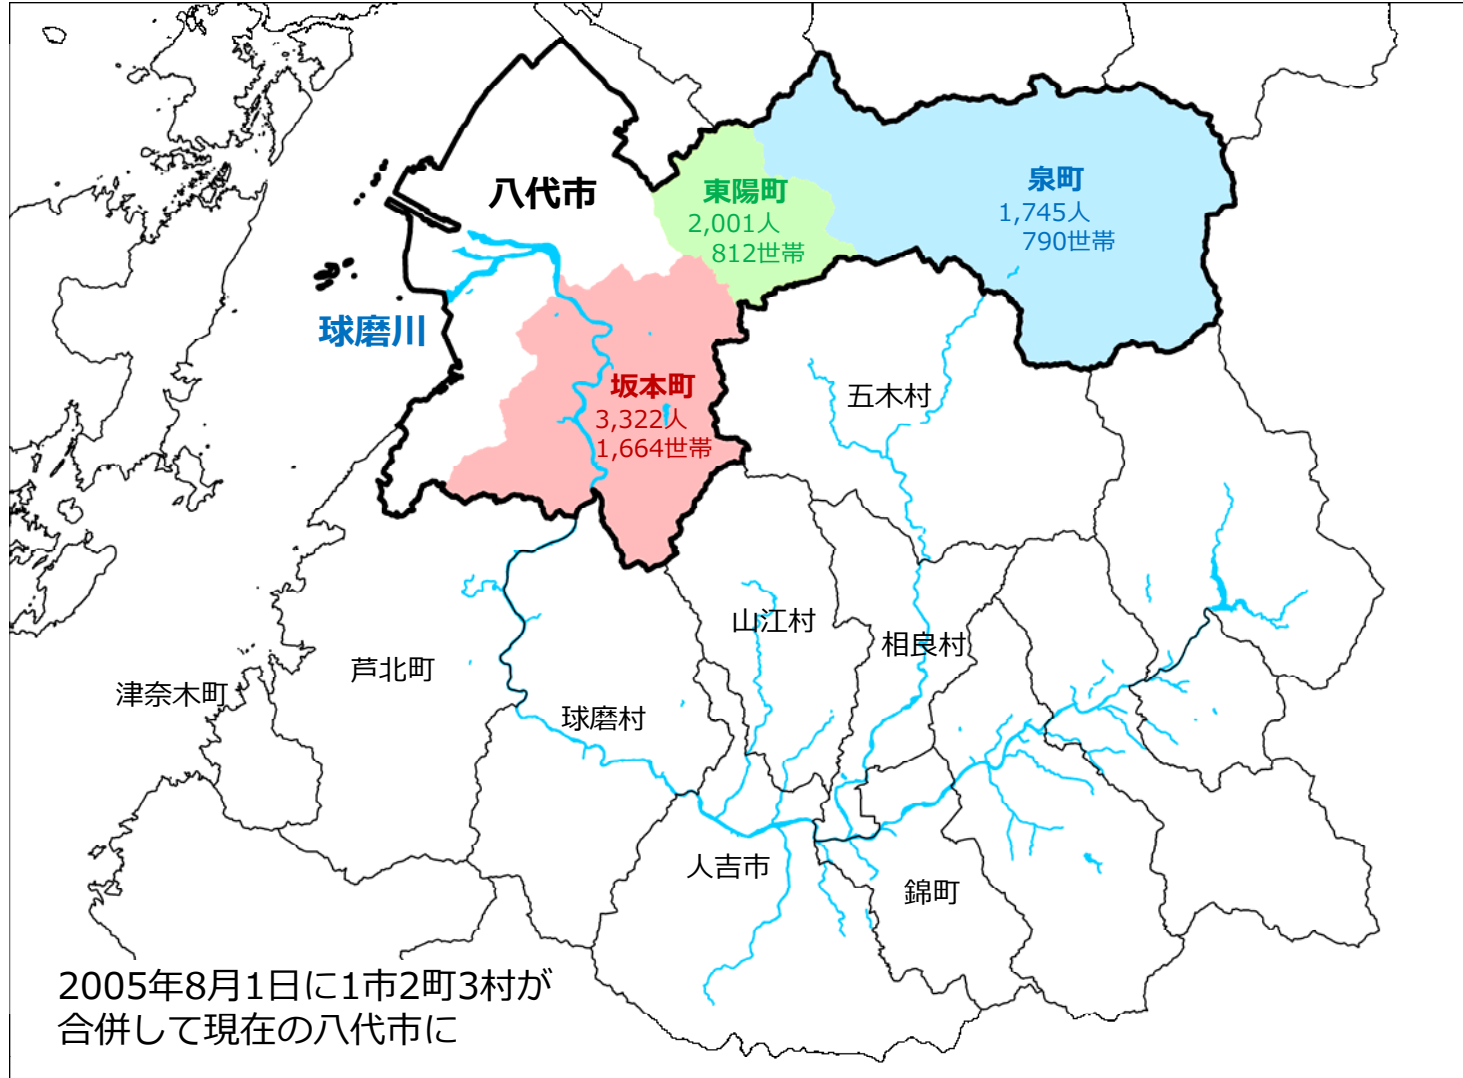 八代市
東陽町
2,001人
812世帯
泉町
1,745人
790世帯
球磨川
坂本町
3,322人
1,664世帯
五木村
山江村
相良村
芦北町
津奈木町
球磨村
人吉市
錦町
2005年8月1日に1市2町3村が
合併して現在の八代市に